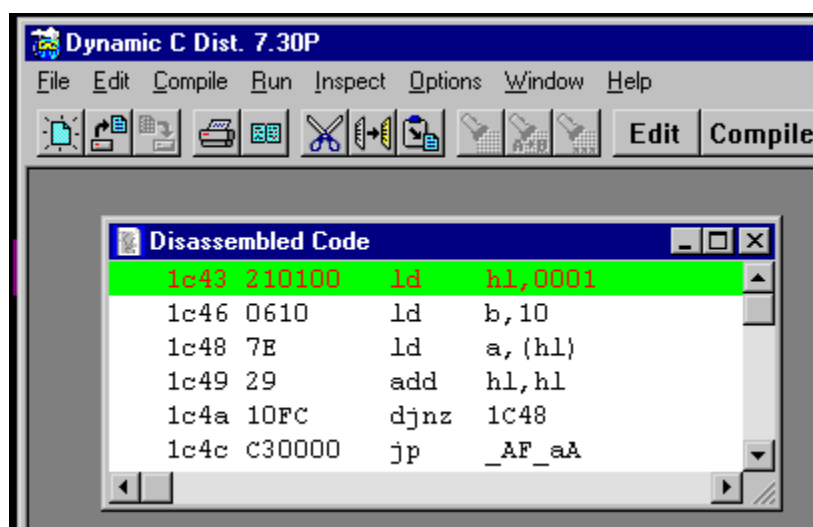 Dynamic C Dist. 7.30P
File Edit Compile Run Inspect Options Window Help
Edit Compile
Disassembled Code
1c43 210100 ld hl,0001
1c46 0610 ld b,10
1c48 7E ld a,(hl)
1c49 29 add hl,hl
1c4a 10FC djnz 1C48
1c4c C30000 jp _AF_aA